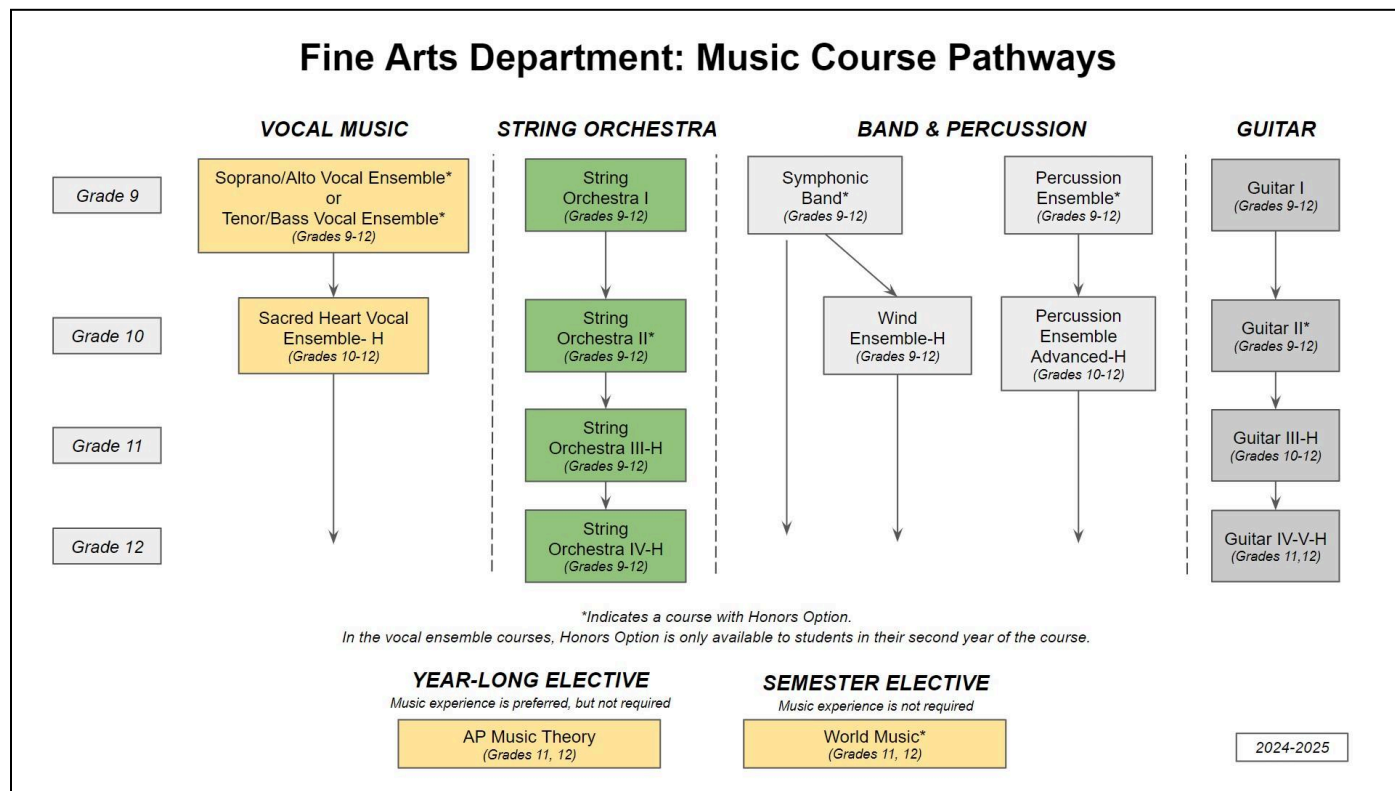 Fine Arts Department: Music Course Pathways
VOCAL MUSIC
STRING ORCHESTRA
BAND & PERCUSSION
GUITAR
Grade 9
Soprano/Alto Vocal Ensemble*
or
Tenor/Bass Vocal Ensemble*
(Grades 9-12)
String
Orchestra I
(Grades 9-12)
Symphonic
Band*
(Grades 9-12)
Percussion
Ensemble*
(Grades 9-12)
Guitar I
(Grades 9-12)
Grade 10
Sacred Heart Vocal
Ensemble- H
(Grades 10-12)
String
Orchestra II*
(Grades 9-12)
Wind
Ensemble-H
(Grades 9-12)
Percussion
Ensemble
Advanced-H
(Grades 10-12)
Guitar II*
(Grades 9-12)
Grade 11
String
Orchestra III-H
(Grades 9-12)
Guitar III-H
(Grades 10-12)
Grade 12
String
Orchestra IV-H
(Grades 9-12)
Guitar IV-V-H
(Grades 11,12)
*Indicates a course with Honors Option.
In the vocal ensemble courses, Honors Option is only available to students in their second year of the course.
YEAR-LONG ELECTIVE
Music experience is preferred, but not required
AP Music Theory
(Grades 11, 12)
SEMESTER ELECTIVE
Music experience is not required
World Music*
(Grades 11, 12)
2024-2025